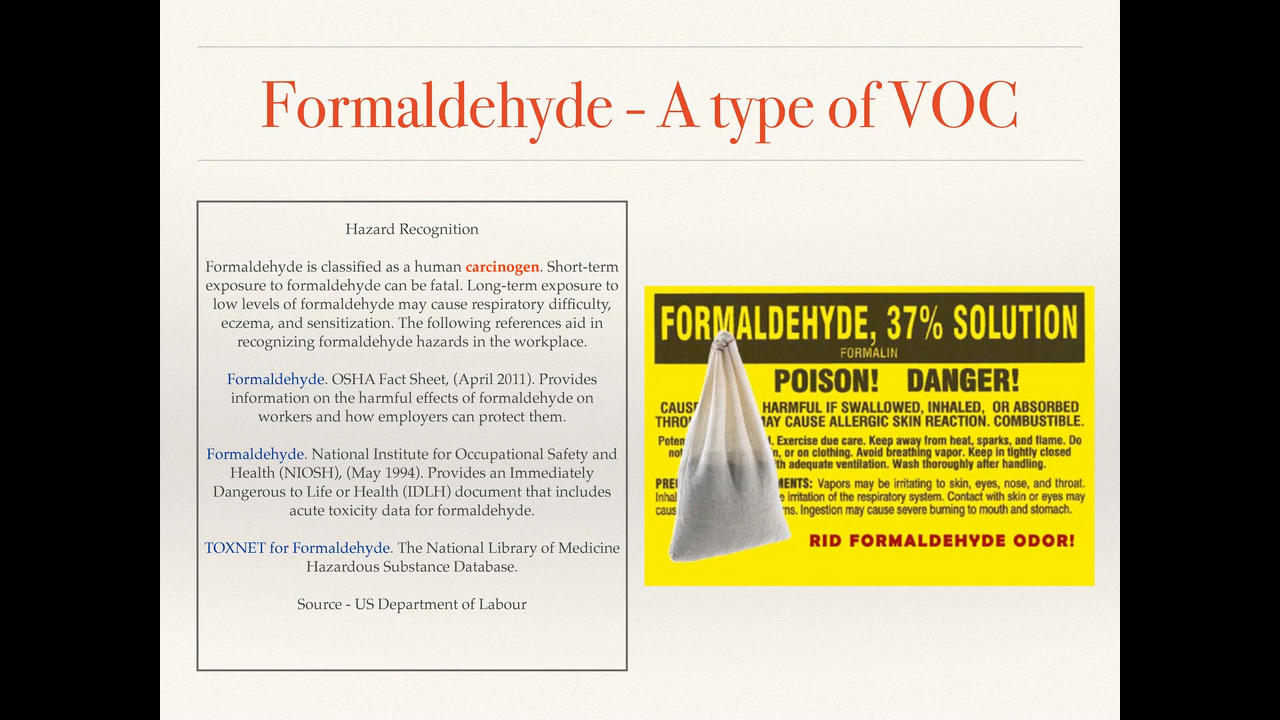 Formaldehyde - A type of VOC
Hazard Recognition
Formaldehyde is classified as a human carcinogen. Short-term
exposure to formaldehyde can be fatal. Long-term exposure to
low levels of formaldehyde may cause respiratory difficulty,
eczema, and sensitization. The following references aid in
recognizing formaldehyde hazards in the workplace.
Formaldehyde. OSHA Fact Sheet, (April 2011). Provides
information on the harmful effects of formaldehyde on
workers and how employers can protect them.
Formaldehyde. National Institute for Occupational Safety and
Health (NIOSH), (May 1994). Provides an Immediately
Dangerous to Life or Health (IDLH) document that includes
acute toxicity data for formaldehyde.
TOXNET for Formaldehyde. The National Library of Medicine
Hazardous Substance Database.
Source - US Department of Labour
FORMALDEHYDE, 37% SOLUTION
FORMALIN
POISON! DANGER!
HARMFUL IF SWALLOWED, INHALED, OR ABSORBED
CAUSE ALLERGIC SKIN REACTION. COMBUSTIBLE.
Exercise due care. Keep away from heat, sparks, and flame. Do
or on clothing. Avoid breathing vapor. Keep in tightly closed
adequate ventilation. Wash thoroughly after handling.
Vapors may be irritating to skin, eyes, nose, and throat.
irritation of the respiratory system. Contact with skin or eyes may
Ingestion may cause severe burning to mouth and stomach.
RID FORMALDEHYDE ODOR!